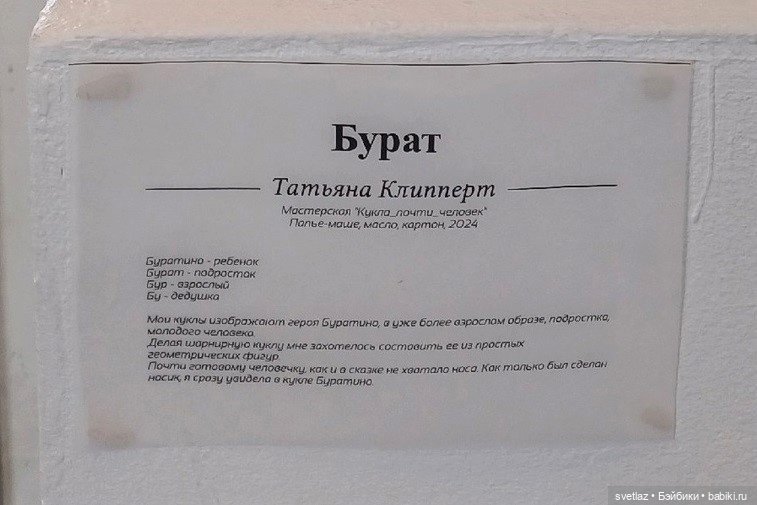 Бурат
Татьяна Клипперт
Мастерская "Кукла_почти_человек"
Папье-маше, масло, картон, 2024
Буратино - ребенок
Бурат - подросток
Бур - взрослый
Бу - дедушка
Мои куклы изображают героя Буратино, а уже более взрослом образе, подростка,
молодого человека.
Делая шарнирную куклу мне захотелось составить ее из простых
геометрических фигур.
Почти готовому человечку, как и в сказке не хватало носа. Как только был сделан
носик, я сразу увидела в кукле Буратино.
svetlaz • Бэйбики • babiki.ru